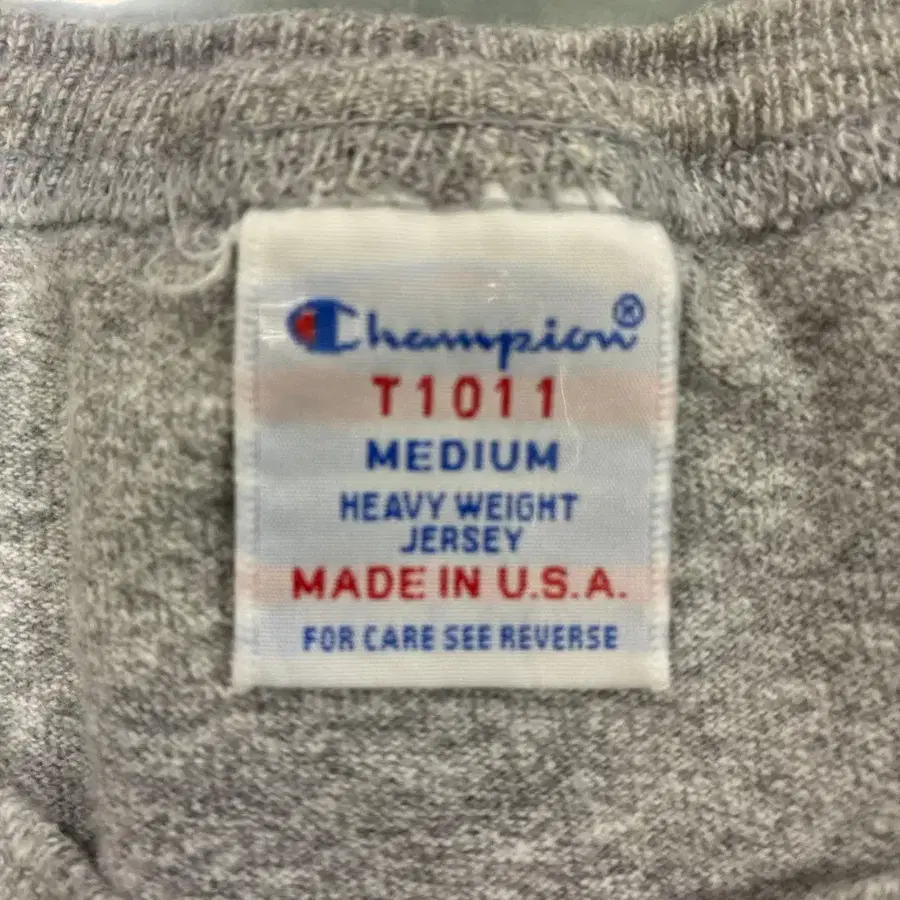 Champion®
T1011
MEDIUM
HEAVY WEIGHT
JERSEY
MADE IN U.S.A.
FOR CARE SEE REVERSE